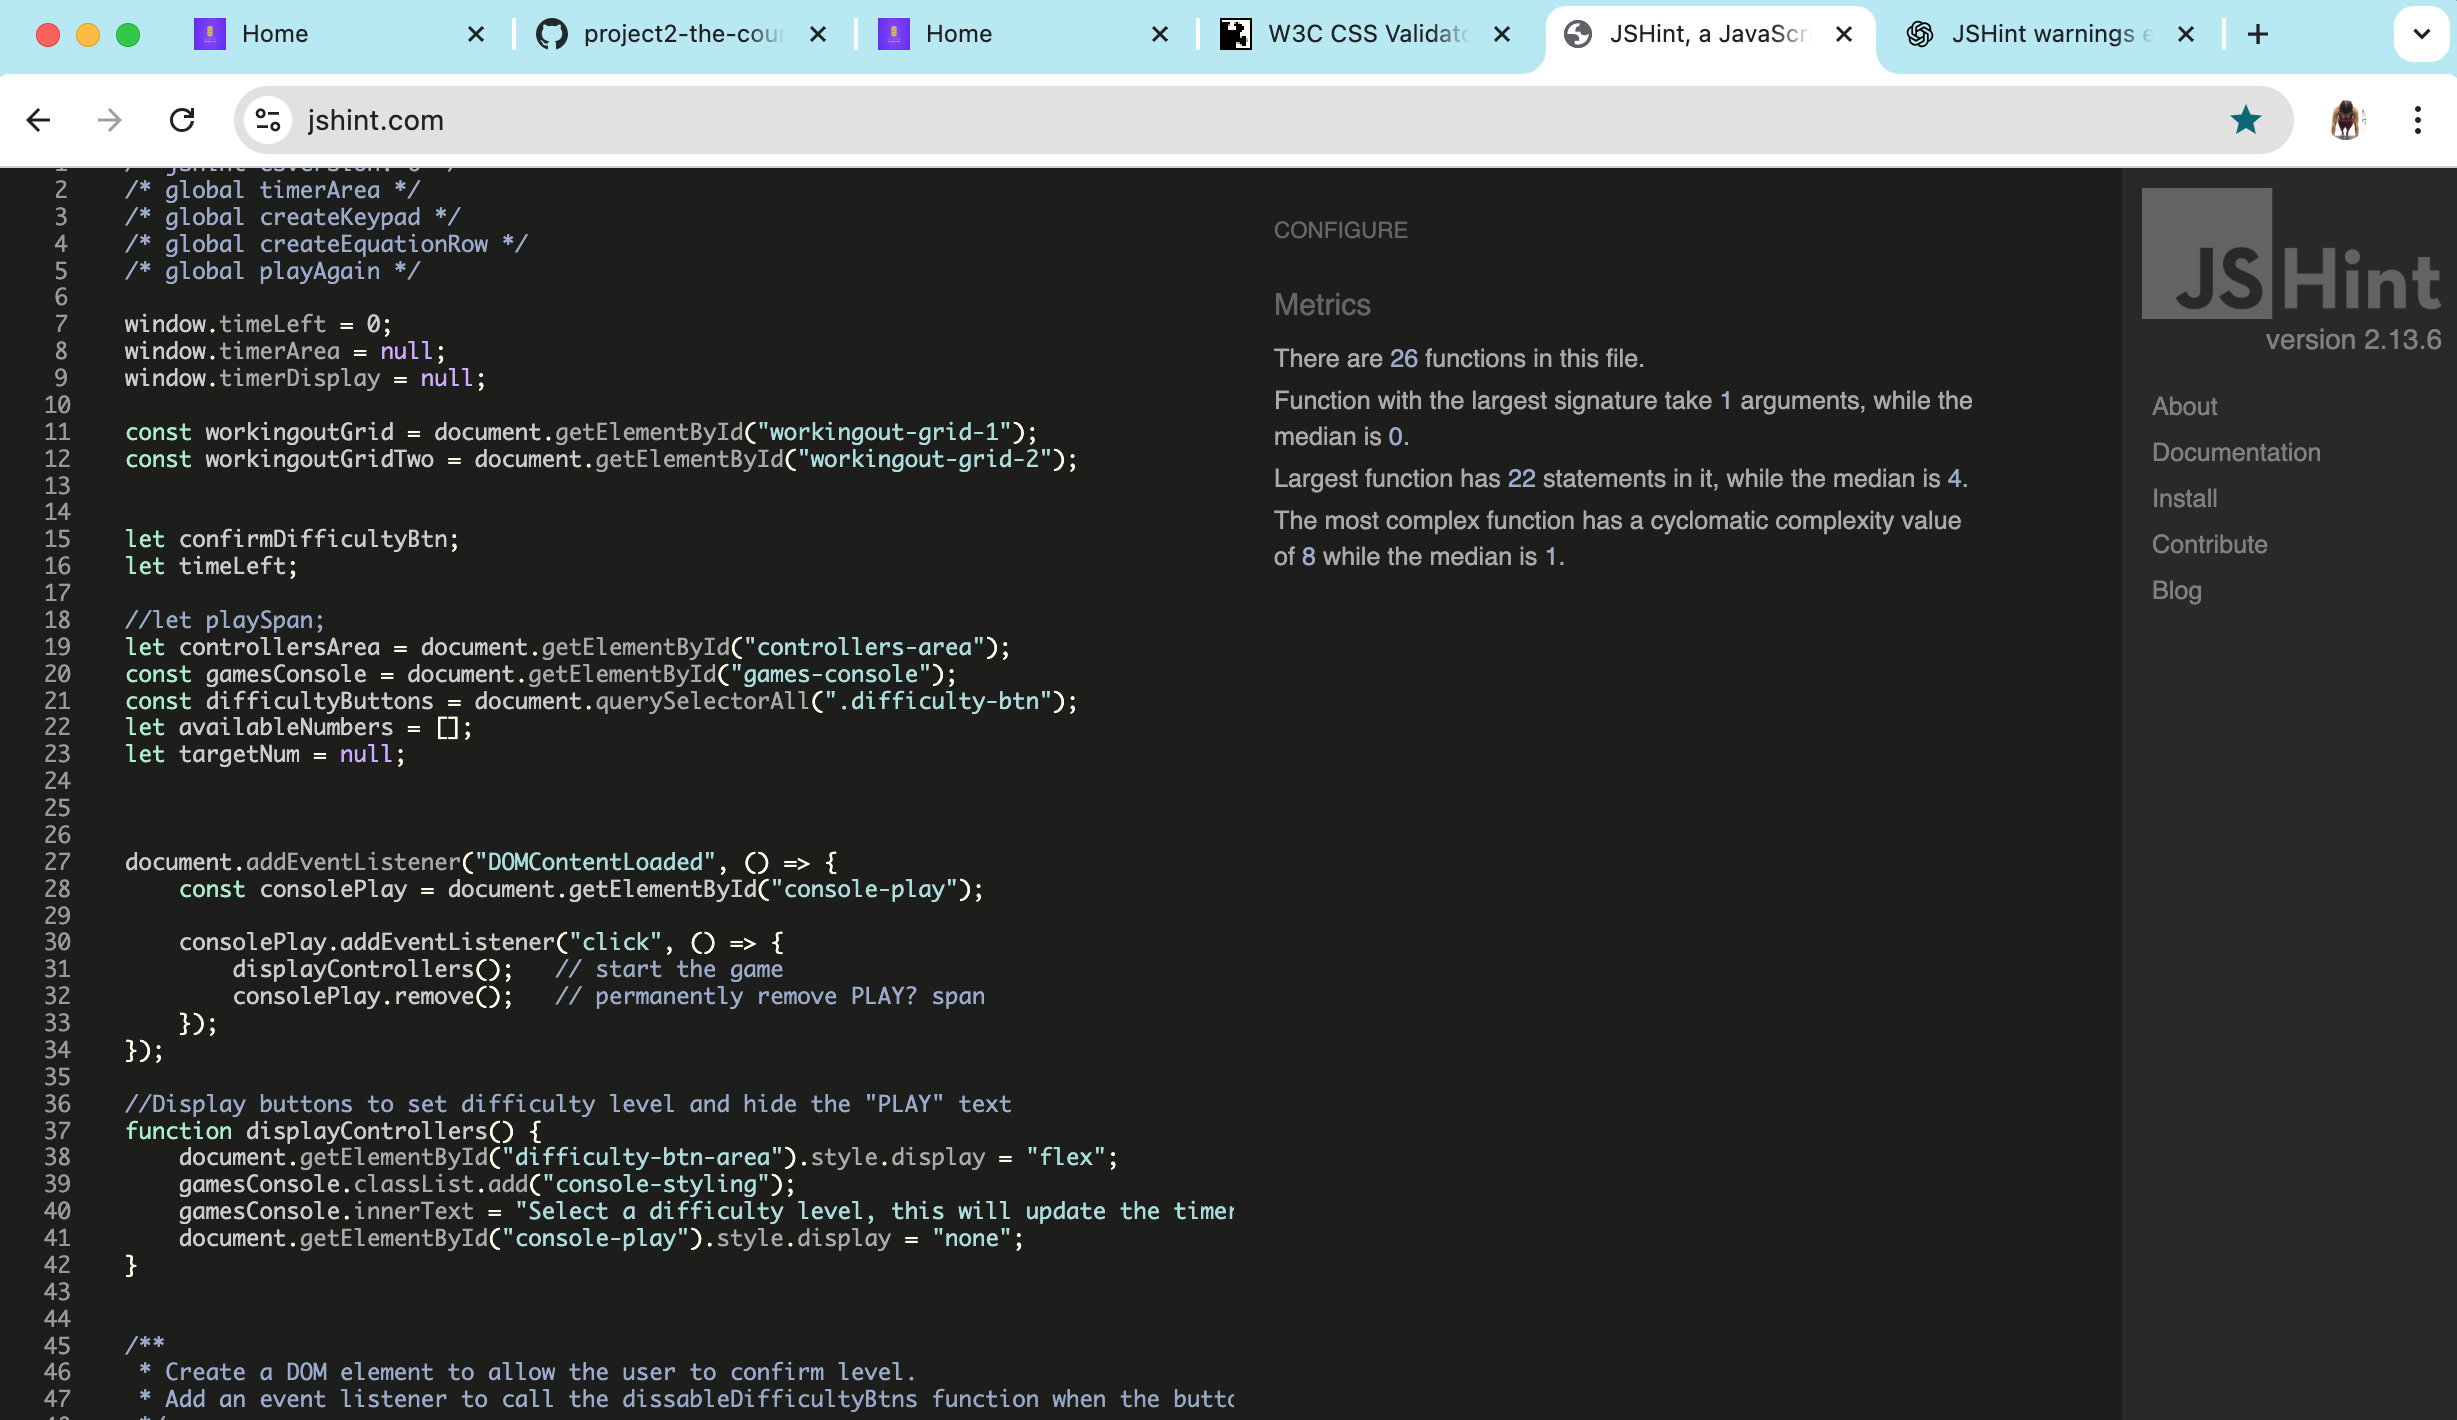 Home
project2-the-cour
Home
W3C CSS Validato
JSHint, a JavaScr
JSHint warnings e
jshint.com
1 /* jshint esversion: 6 */
2 /* global timerArea */
3 /* global createKeypad */
4 /* global createEquationRow */
5 /* global playAgain */
6
7 window.timeLeft = 0;
8 window.timerArea = null;
9 window.timerDisplay = null;
10
11 const workingoutGrid = document.getElementById("workingout-grid-1");
12 const workingoutGridTwo = document.getElementById("workingout-grid-2");
13
14
15 let confirmDifficultyBtn;
16 let timeLeft;
17
18 //let playSpan;
19 let controllersArea = document.getElementById("controllers-area");
20 const gamesConsole = document.getElementById("games-console");
21 const difficultyButtons = document.querySelectorAll(".difficulty-btn");
22 let availableNumbers = [];
23 let targetNum = null;
24
25
26
27 document.addEventListener("DOMContentLoaded", () => {
28     const consolePlay = document.getElementById("console-play");
29
30     consolePlay.addEventListener("click", () => {
31         displayControllers();   // start the game
32         consolePlay.remove();   // permanently remove PLAY? span
33     });
34 });
35
36 //Display buttons to set difficulty level and hide the "PLAY" text
37 function displayControllers() {
38     document.getElementById("difficulty-btn-area").style.display = "flex";
39     gamesConsole.classList.add("console-styling");
40     gamesConsole.innerText = "Select a difficulty level, this will update the timer
41     document.getElementById("console-play").style.display = "none";
42 }
43
44
45 /**
46  * Create a DOM element to allow the user to confirm level.
47  * Add an event listener to call the dissableDifficultyBtns function when the butto
48  */
CONFIGURE
Metrics
There are 26 functions in this file.
Function with the largest signature take 1 arguments, while the
median is 0.
Largest function has 22 statements in it, while the median is 4.
The most complex function has a cyclomatic complexity value
of 8 while the median is 1.
JSHint
version 2.13.6
About
Documentation
Install
Contribute
Blog